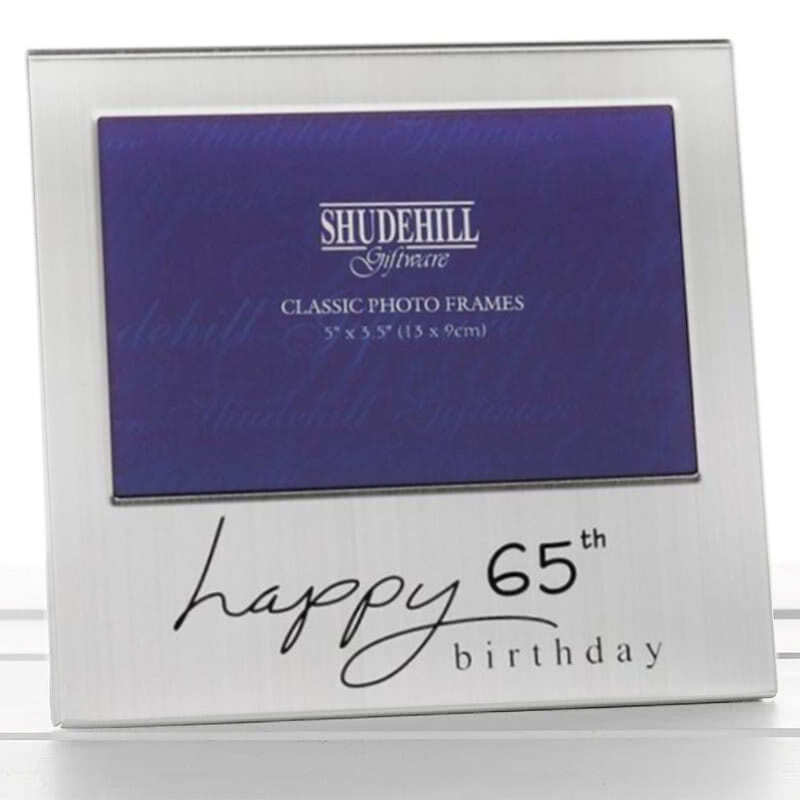 SHUDEHILL
Giftware
CLASSIC PHOTO FRAMES
5" x 3.5" (13 x 9cm)
happy 65th
birthday